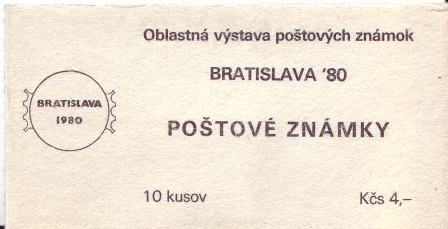 Oblastná výstava poštových známok
BRATISLAVA '80
BRATISLAVA
1980
POŠTOVÉ ZNÁMKY
10 kusov
Kčs 4,–